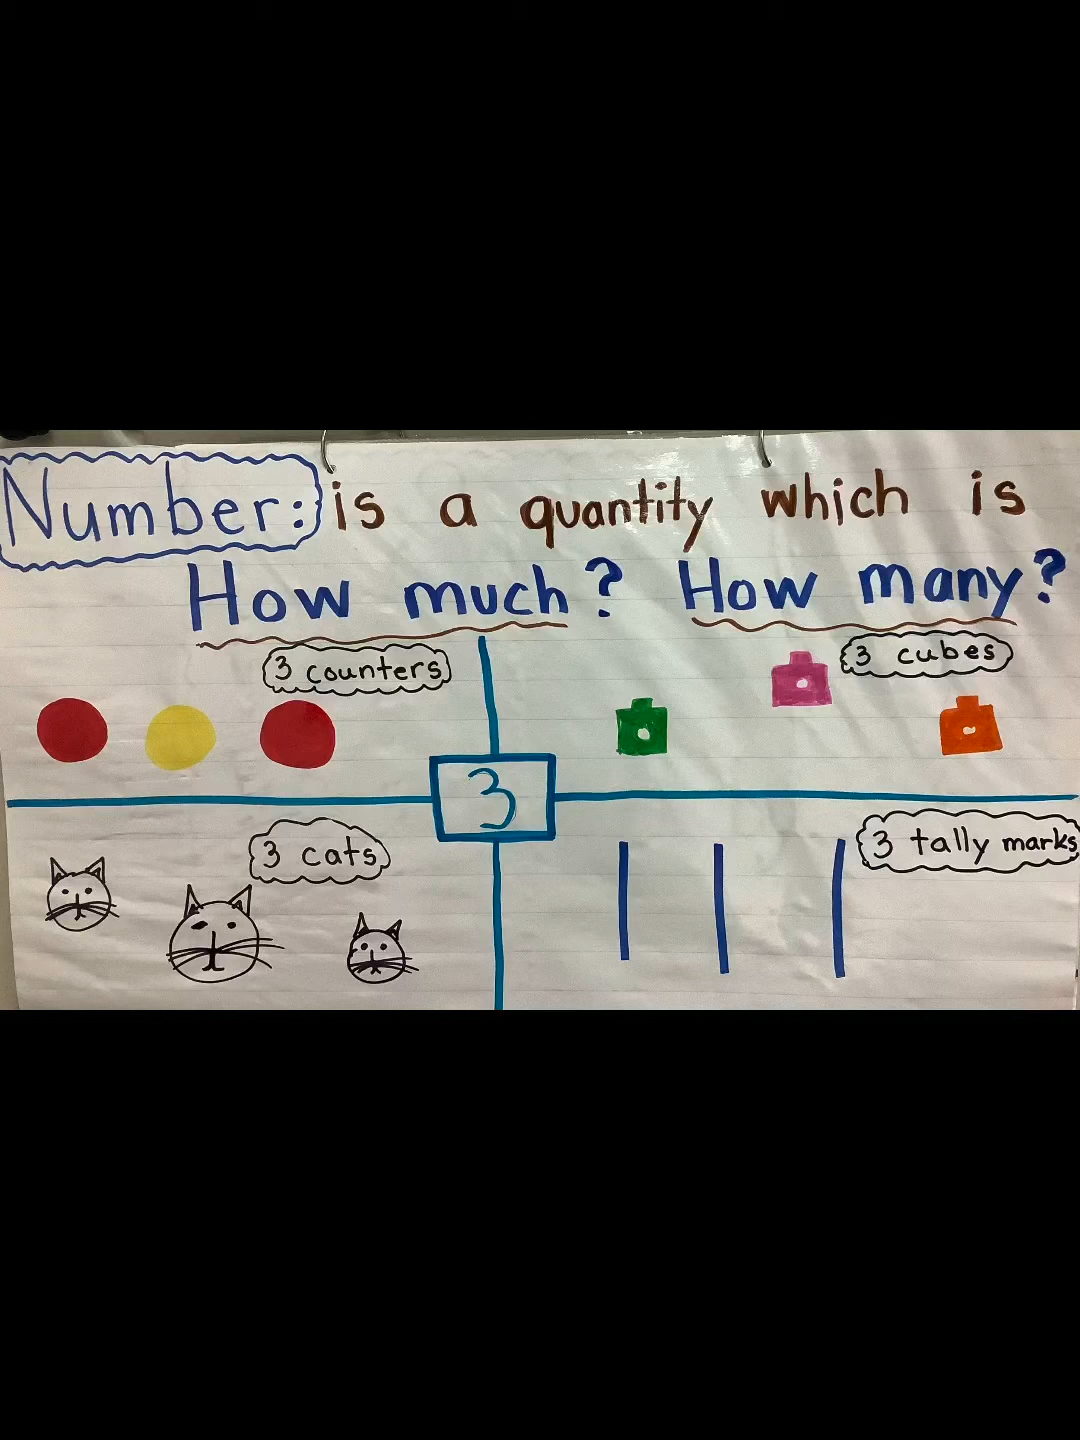 Number: is a quantity which is
How much? How many?
3 counters
3 cubes
3
3 cats
3 tally marks